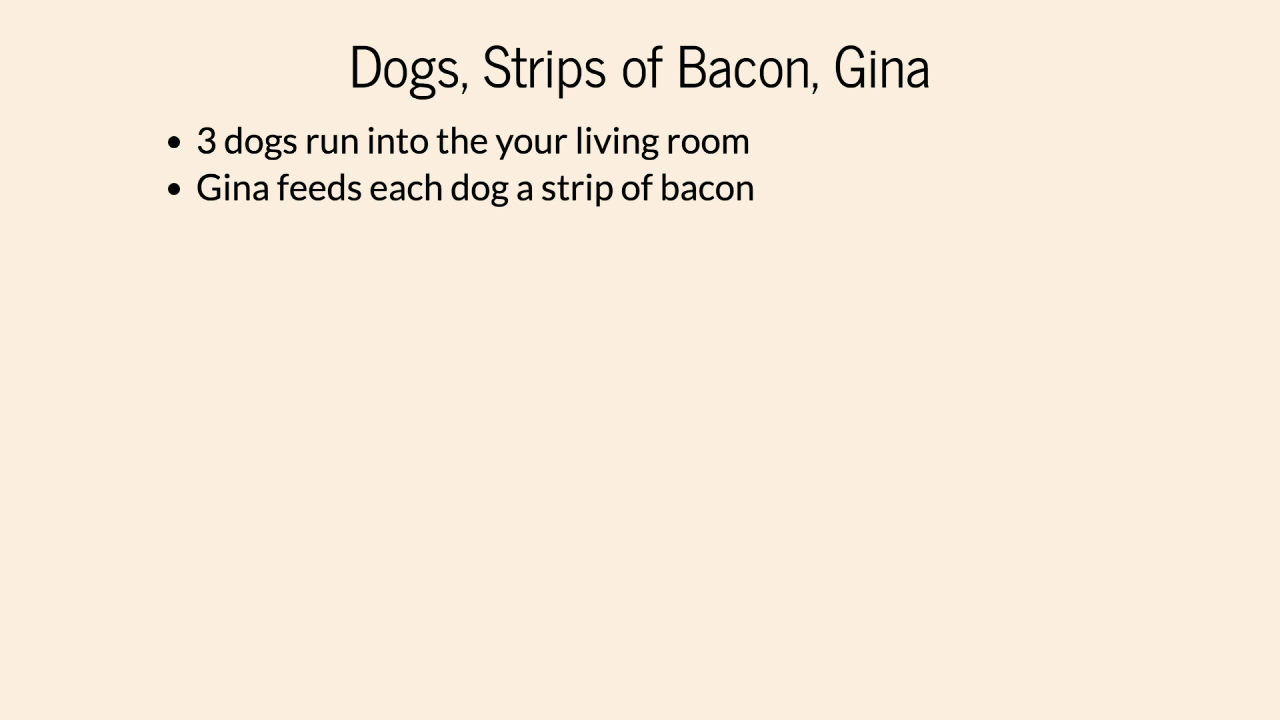 Dogs, Strips of Bacon, Gina
• 3 dogs run into the your living room
• Gina feeds each dog a strip of bacon